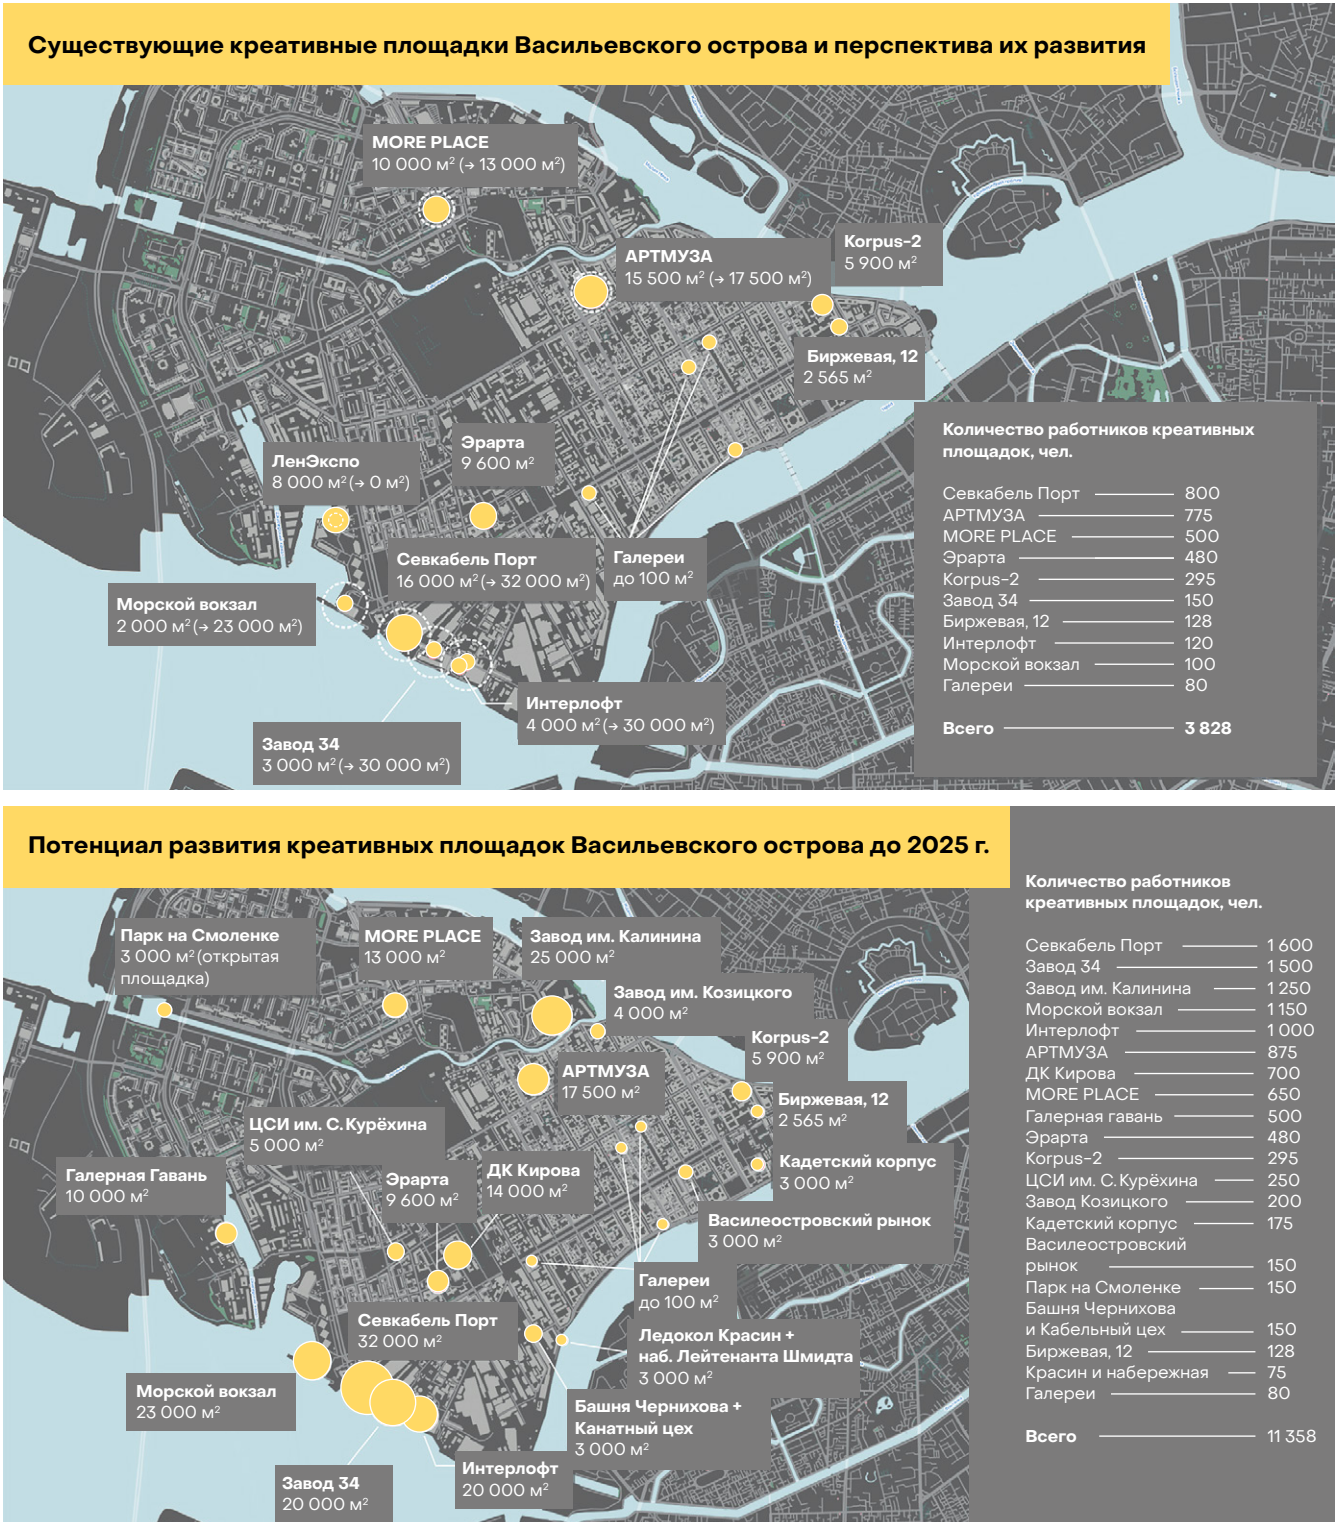 Существующие креативные площадки Васильевского острова и перспектива их развития
MORE PLACE
10 000 м² (→ 13 000 м²)
АРТМУЗА
15 500 м² (→ 17 500 м²)
Korpus-2
5 900 м²
Биржевая, 12
2 565 м²
Эрарта
9 600 м²
ЛенЭкспо
8 000 м² (→ 0 м²)
Севкабель Порт
16 000 м² (→ 32 000 м²)
Галереи
до 100 м²
Морской вокзал
2 000 м² (→ 23 000 м²)
Интерлофт
4 000 м² (→ 30 000 м²)
Завод 34
3 000 м² (→ 30 000 м²)
Количество работников креативных
площадок, чел.
Севкабель Порт 800
АРТМУЗА 775
MORE PLACE 500
Эрарта 480
Korpus-2 295
Завод 34 150
Биржевая, 12 128
Интерлофт 120
Морской вокзал 100
Галереи 80
Всего 3 828
Потенциал развития креативных площадок Васильевского острова до 2025 г.
Парк на Смоленке
3 000 м² (открытая
площадка)
MORE PLACE
13 000 м²
Завод им. Калинина
25 000 м²
Завод им. Козицкого
4 000 м²
Korpus-2
5 900 м²
АРТМУЗА
17 500 м²
Биржевая, 12
2 565 м²
ЦСИ им. С. Курёхина
5 000 м²
Кадетский корпус
3 000 м²
Галерная Гавань
10 000 м²
Эрарта
9 600 м²
ДК Кирова
14 000 м²
Василеостровский рынок
3 000 м²
Галереи
до 100 м²
Севкабель Порт
32 000 м²
Ледокол Красин +
наб. Лейтенанта Шмидта
3 000 м²
Морской вокзал
23 000 м²
Башня Чернихова +
Канатный цех
3 000 м²
Интерлофт
20 000 м²
Завод 34
20 000 м²
Количество работников
креативных площадок, чел.
Севкабель Порт 1 600
Завод 34 1 500
Завод им. Калинина 1 250
Морской вокзал 1 150
Интерлофт 1 000
АРТМУЗА 875
ДК Кирова 700
MORE PLACE 650
Галерная гавань 500
Эрарта 480
Korpus-2 295
ЦСИ им. С. Курёхина 250
Завод Козицкого 200
Кадетский корпус 175
Василеостровский
рынок 150
Парк на Смоленке 150
Башня Чернихова
и Кабельный цех 150
Биржевая, 12 128
Красин и набережная 75
Галереи 80
Всего 11 358